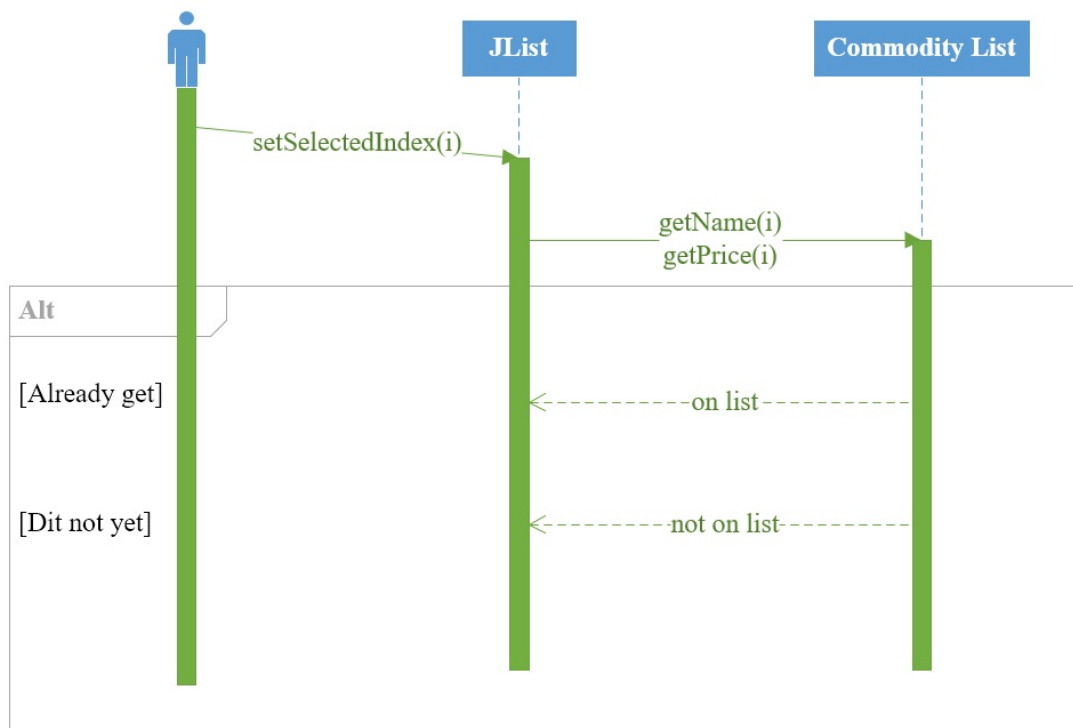 JList
Commodity List
setSelectedIndex(i)
getName(i)
getPrice(i)
Alt
[Already get]
on list
[Dit not yet]
not on list